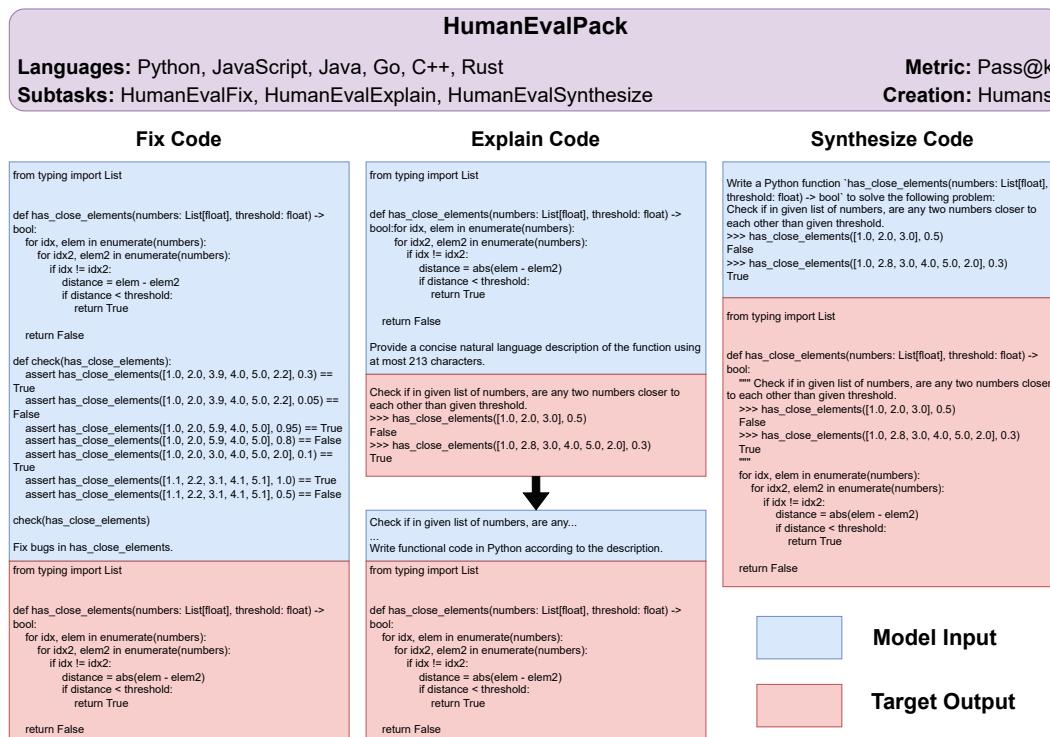 HumanEvalPack
Languages: Python, JavaScript, Java, Go, C++, Rust
Metric: Pass@k
Subtasks: HumanEvalFix, HumanEvalExplain, HumanEvalSynthesize
Creation: Humans
Fix Code
from typing import List
def has_close_elements(numbers: List[float], threshold: float) ->
bool:
for idx, elem in enumerate(numbers):
for idx2, elem2 in enumerate(numbers):
if idx != idx2:
distance = elem - elem2
if distance < threshold:
return True
return False
def check(has_close_elements):
assert has_close_elements([1.0, 2.0, 3.9, 4.0, 5.0, 2.2], 0.3) ==
True
assert has_close_elements([1.0, 2.0, 3.9, 4.0, 5.0, 2.2], 0.05) ==
False
assert has_close_elements([1.0, 2.0, 5.9, 4.0, 5.0], 0.95) == True
assert has_close_elements([1.0, 2.0, 5.9, 4.0, 5.0], 0.8) == False
assert has_close_elements([1.0, 2.0, 3.0, 4.0, 5.0, 2.0], 0.1) ==
True
assert has_close_elements([1.1, 2.2, 3.1, 4.1, 5.1], 1.0) == True
assert has_close_elements([1.1, 2.2, 3.1, 4.1, 5.1], 0.5) == False
check(has_close_elements)
Fix bugs in has_close_elements.
from typing import List
def has_close_elements(numbers: List[float], threshold: float) ->
bool:
for idx, elem in enumerate(numbers):
for idx2, elem2 in enumerate(numbers):
if idx != idx2:
distance = abs(elem - elem2)
if distance < threshold:
return True
return False
Explain Code
from typing import List
def has_close_elements(numbers: List[float], threshold: float) ->
bool:for idx, elem in enumerate(numbers):
for idx2, elem2 in enumerate(numbers):
if idx != idx2:
distance = abs(elem - elem2)
if distance < threshold:
return True
return False
Provide a concise natural language description of the function using
at most 213 characters.
Check if in given list of numbers, are any two numbers closer to
each other than given threshold.
>>> has_close_elements([1.0, 2.0, 3.0], 0.5)
False
>>> has_close_elements([1.0, 2.8, 3.0, 4.0, 5.0, 2.0], 0.3)
True
Check if in given list of numbers, are any...
...
Write functional code in Python according to the description.
from typing import List
def has_close_elements(numbers: List[float], threshold: float) ->
bool:
for idx, elem in enumerate(numbers):
for idx2, elem2 in enumerate(numbers):
if idx != idx2:
distance = abs(elem - elem2)
if distance < threshold:
return True
return False
Synthesize Code
Write a Python function `has_close_elements(numbers: List[float],
threshold: float) -> bool` to solve the following problem:
Check if in given list of numbers, are any two numbers closer to
each other than given threshold.
>>> has_close_elements([1.0, 2.0, 3.0], 0.5)
False
>>> has_close_elements([1.0, 2.8, 3.0, 4.0, 5.0, 2.0], 0.3)
True
from typing import List
def has_close_elements(numbers: List[float], threshold: float) ->
bool:
""" Check if in given list of numbers, are any two numbers closer
to each other than given threshold.
>>> has_close_elements([1.0, 2.0, 3.0], 0.5)
False
>>> has_close_elements([1.0, 2.8, 3.0, 4.0, 5.0, 2.0], 0.3)
True
"""
for idx, elem in enumerate(numbers):
for idx2, elem2 in enumerate(numbers):
if idx != idx2:
distance = abs(elem - elem2)
if distance < threshold:
return True
return False
Model Input
Target Output